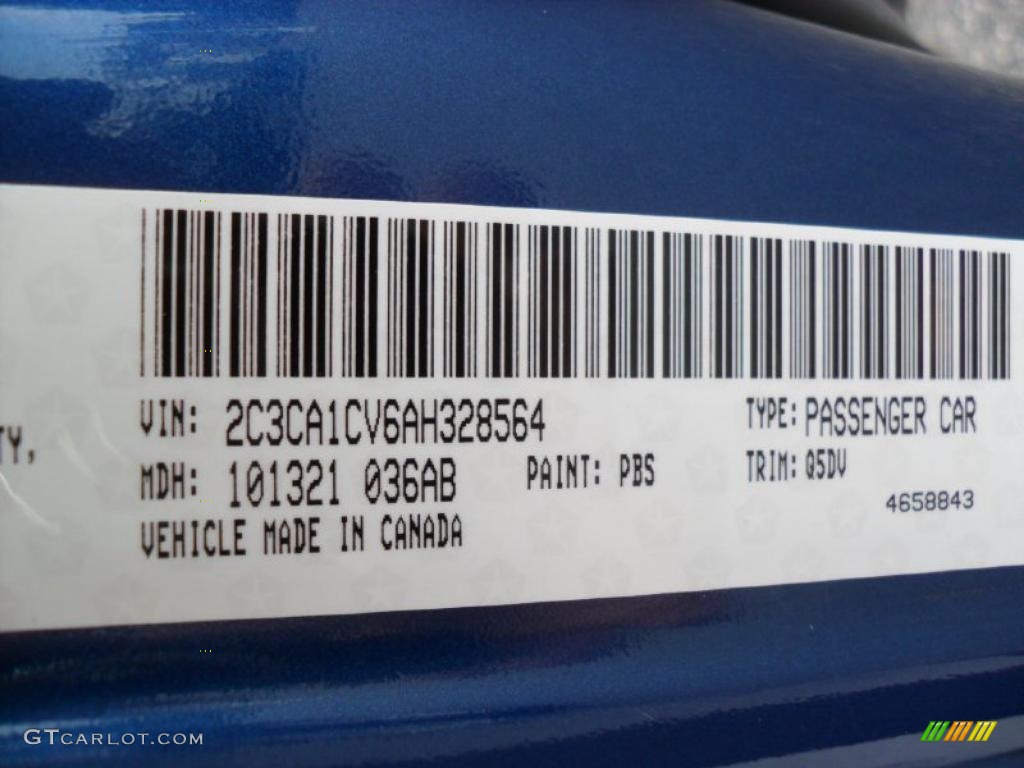 VIN: 2C3CA1CV6AH328564 TYPE: PASSENGER CAR
TY,
MDH: 101321 036AB PAINT: PBS TRIM: Q5DV
4658843
VEHICLE MADE IN CANADA
GTCARLOT.COM